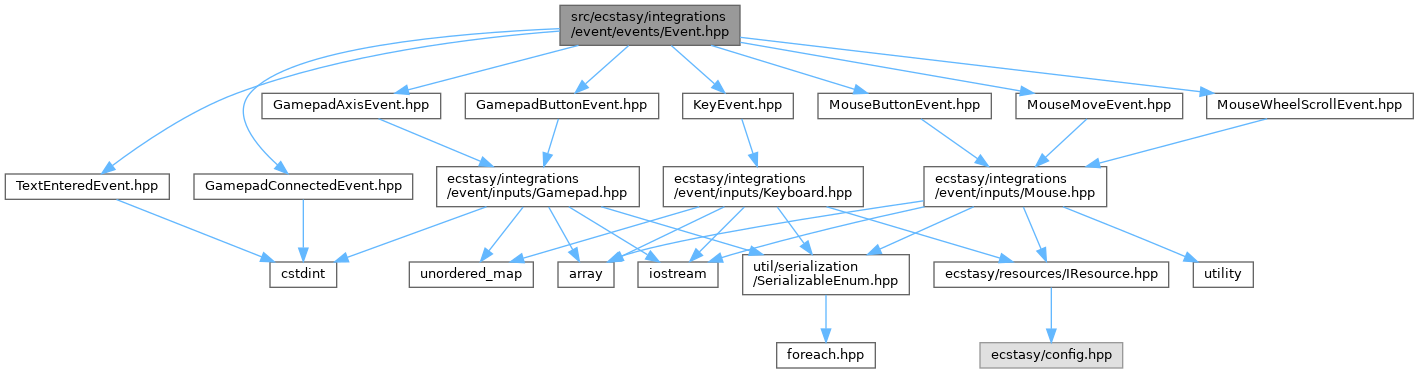 src/ecstasy/integrations
/event/events/Event.hpp
GamepadAxisEvent.hpp
GamepadButtonEvent.hpp
KeyEvent.hpp
MouseButtonEvent.hpp
MouseMoveEvent.hpp
MouseWheelScrollEvent.hpp
TextEnteredEvent.hpp
GamepadConnectedEvent.hpp
ecstasy/integrations
/event/inputs/Gamepad.hpp
ecstasy/integrations
/event/inputs/Keyboard.hpp
ecstasy/integrations
/event/inputs/Mouse.hpp
cstdint
unordered_map
array
iostream
util/serialization
/SerializableEnum.hpp
ecstasy/resources/IResource.hpp
utility
foreach.hpp
ecstasy/config.hpp